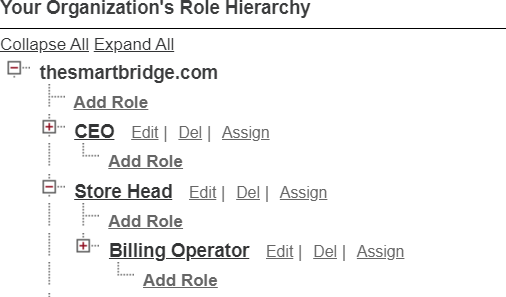 Your Organization's Role Hierarchy
Collapse All Expand All
thesmartbridge.com
Add Role
CEO Edit | Del | Assign
Add Role
Store Head Edit | Del | Assign
Add Role
Billing Operator Edit | Del | Assign
Add Role